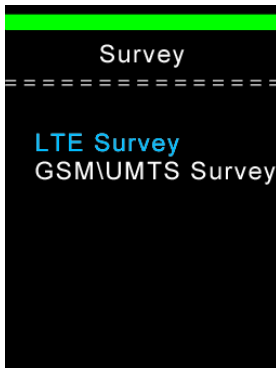 Survey
= = = = = = = = = = = = = = =
LTE Survey
GSM\UMTS Survey